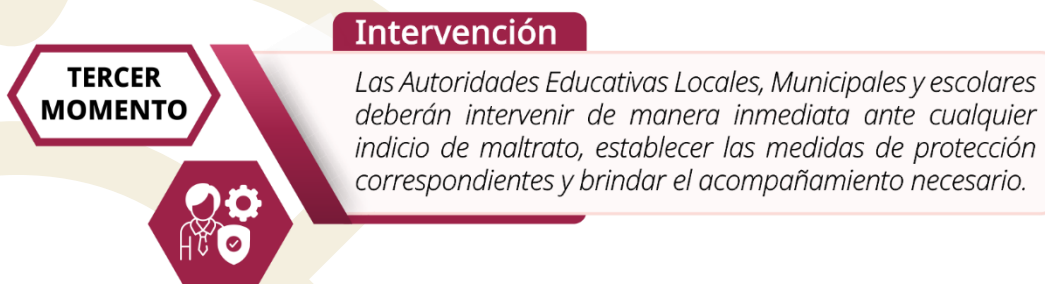 Intervención
TERCER
MOMENTO
Las Autoridades Educativas Locales, Municipales y escolares
deberán intervenir de manera inmediata ante cualquier
indicio de maltrato, establecer las medidas de protección
correspondientes y brindar el acompañamiento necesario.